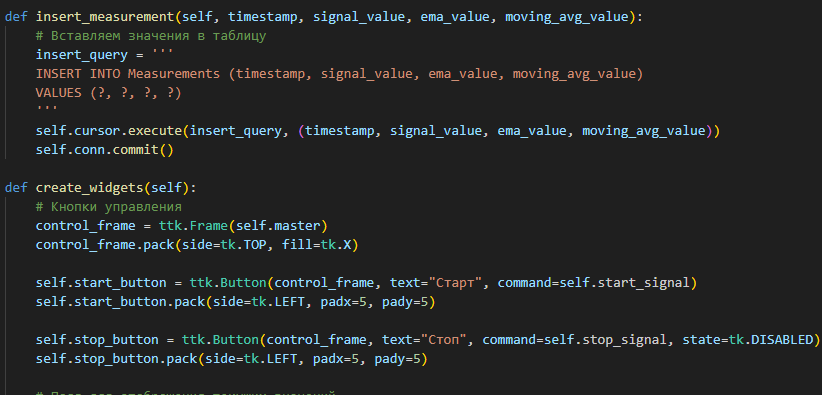 def insert_measurement(self, timestamp, signal_value, ema_value, moving_avg_value):
    # Вставляем значения в таблицу
    insert_query = '''
    INSERT INTO Measurements (timestamp, signal_value, ema_value, moving_avg_value)
    VALUES (?, ?, ?, ?)
    '''
    self.cursor.execute(insert_query, (timestamp, signal_value, ema_value, moving_avg_value))
    self.conn.commit()

def create_widgets(self):
    # Кнопки управления
    control_frame = ttk.Frame(self.master)
    control_frame.pack(side=tk.TOP, fill=tk.X)

    self.start_button = ttk.Button(control_frame, text="Старт", command=self.start_signal)
    self.start_button.pack(side=tk.LEFT, padx=5, pady=5)

    self.stop_button = ttk.Button(control_frame, text="Стоп", command=self.stop_signal, state=tk.DISABLED)
    self.stop_button.pack(side=tk.LEFT, padx=5, pady=5)